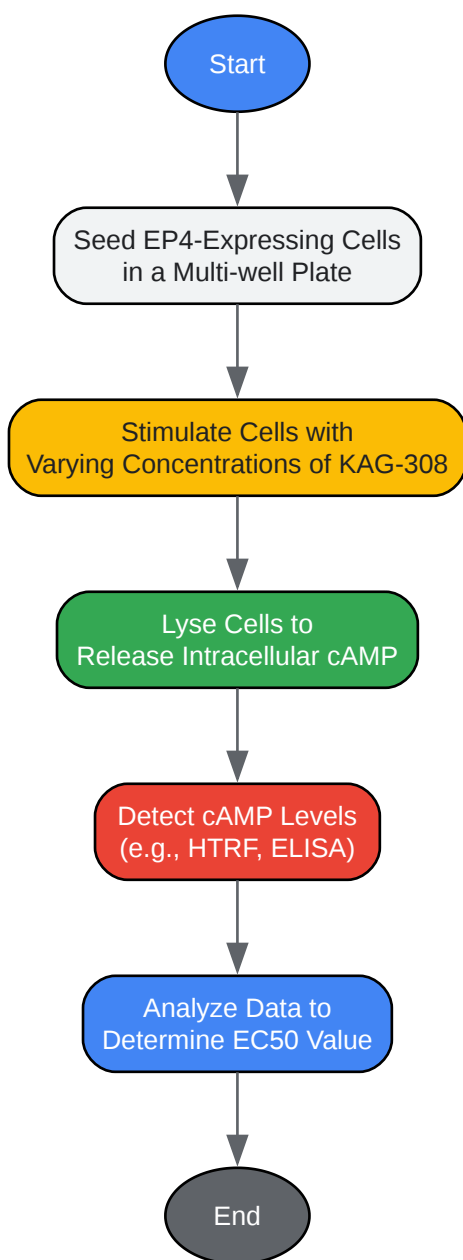 Start
Seed EP4-Expressing Cells
in a Multi-well Plate
Stimulate Cells with
Varying Concentrations of KAG-308
Lyse Cells to
Release Intracellular cAMP
Detect cAMP Levels
(e.g., HTRF, ELISA)
Analyze Data to
Determine EC50 Value
End